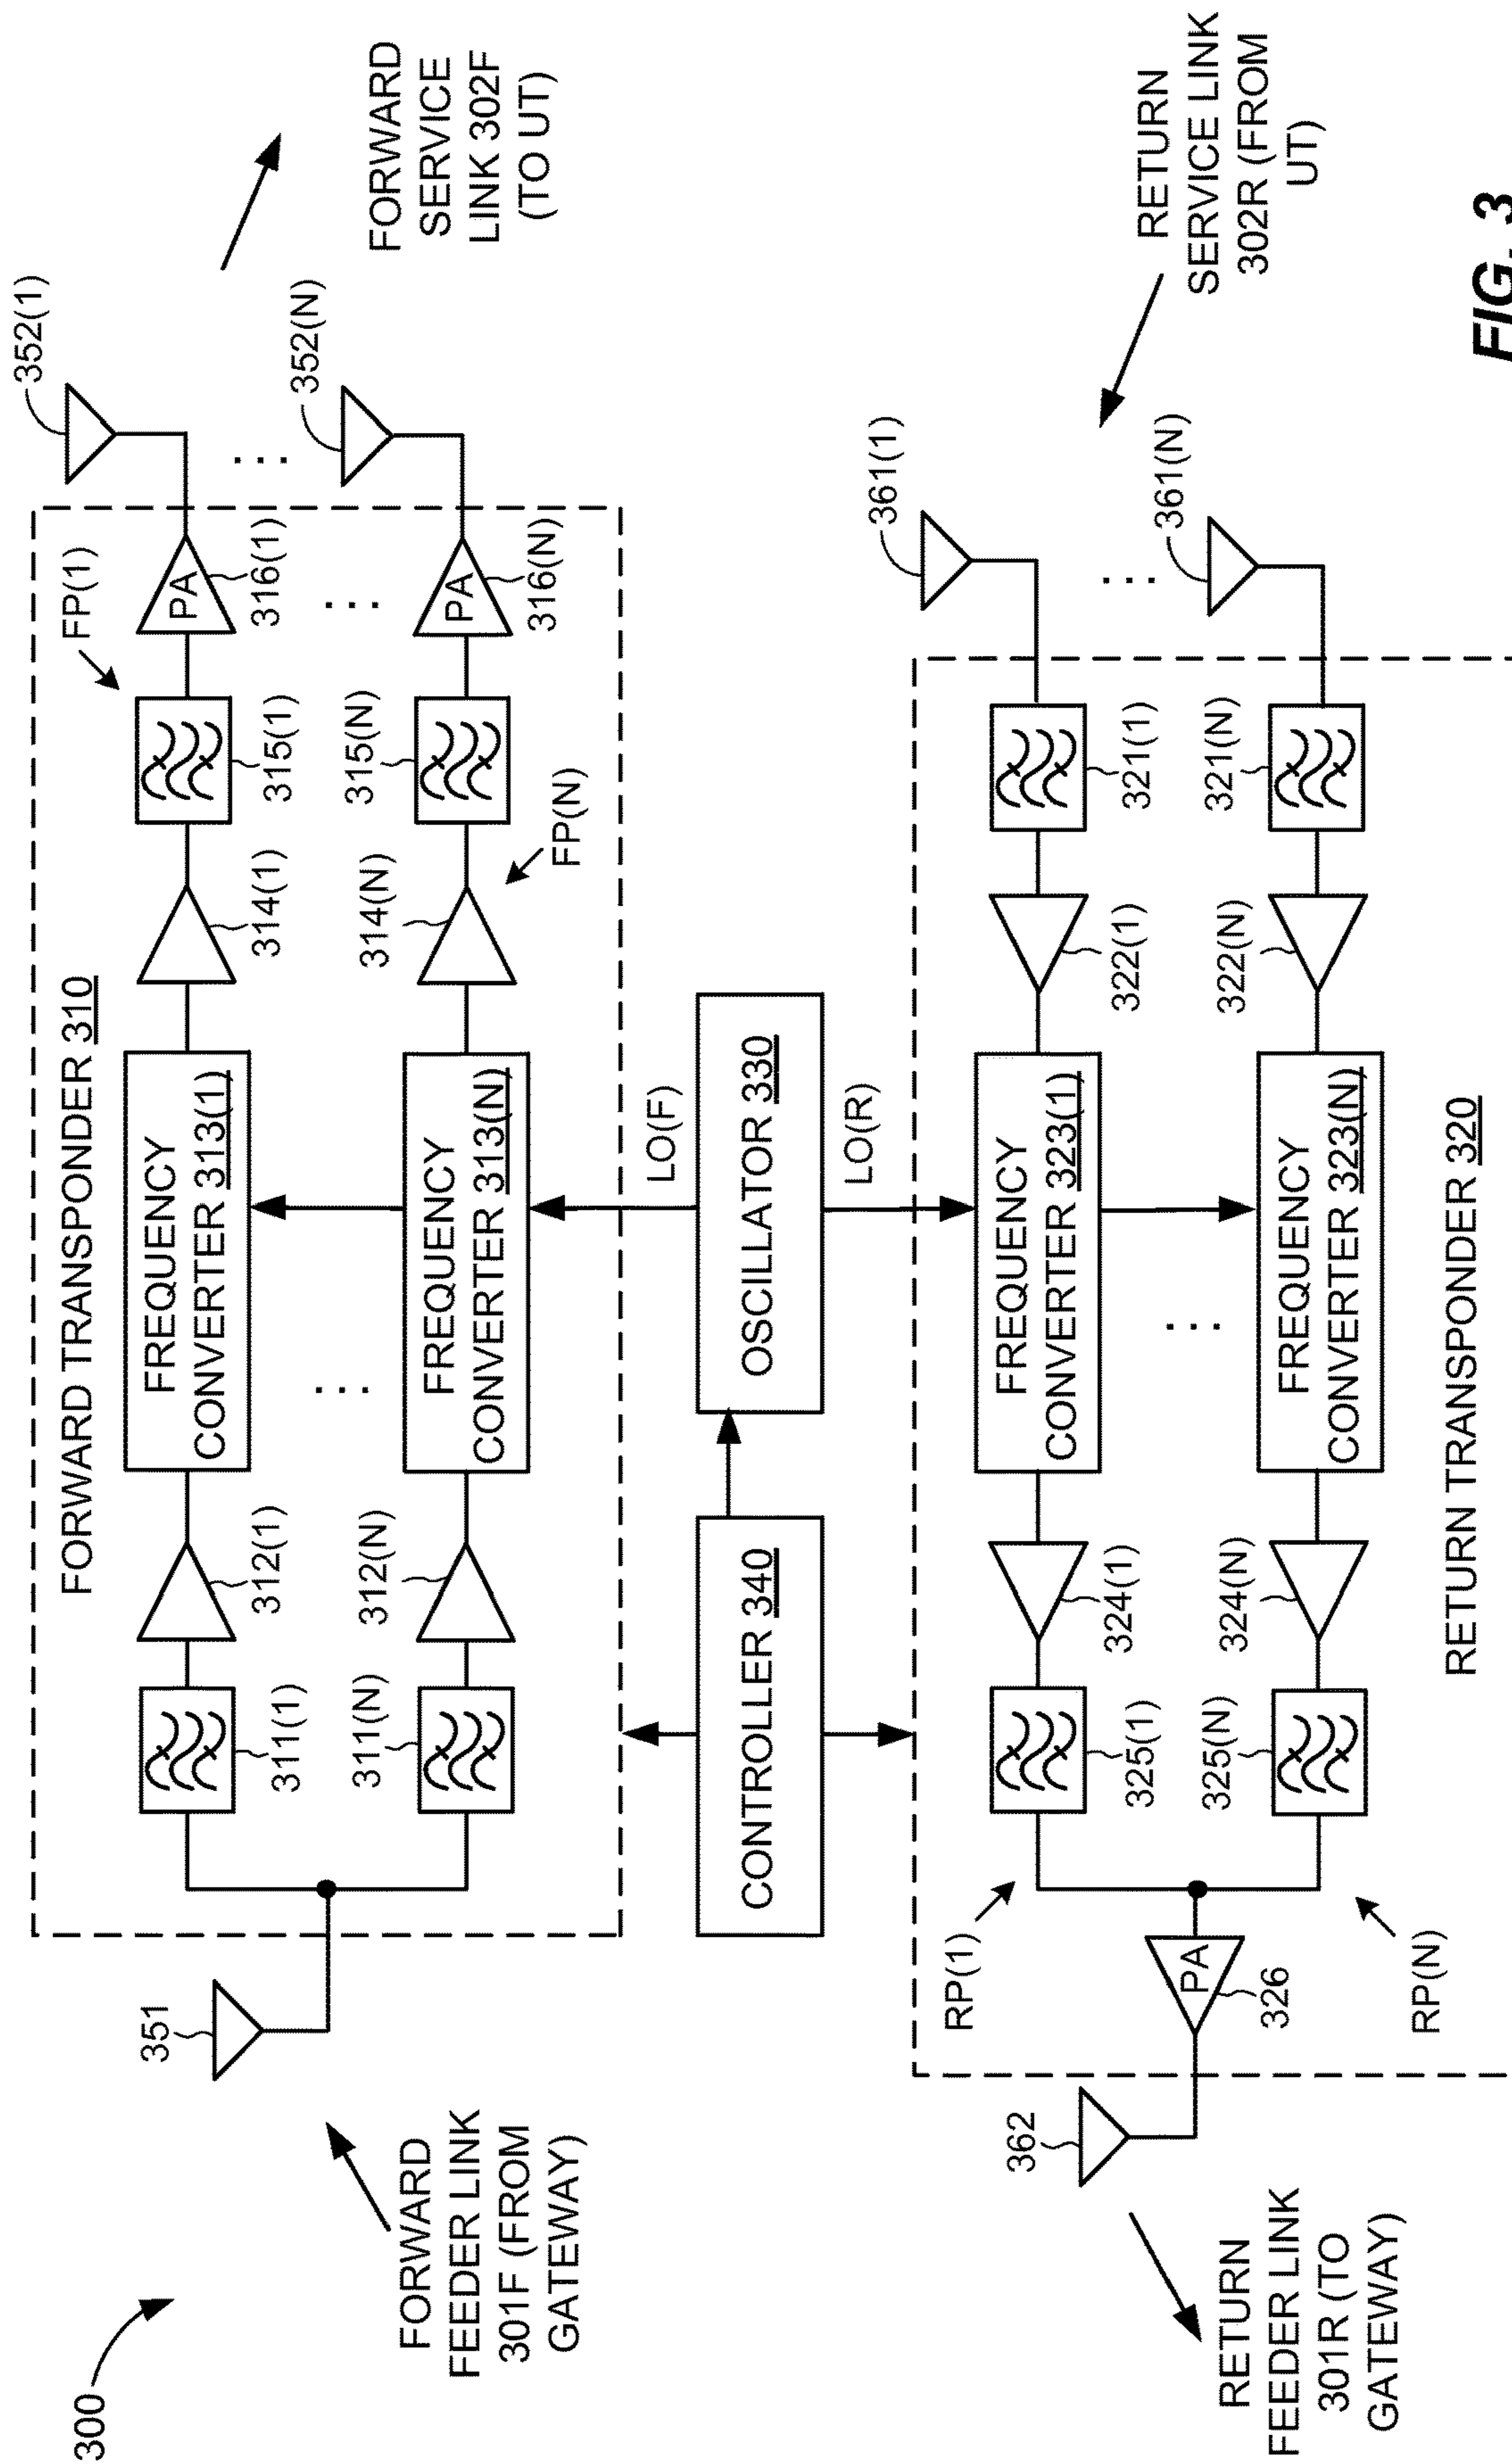 300
FORWARD
FEEDER LINK
301F (FROM
GATEWAY)
351
FORWARD TRANSPONDER 310
311(1)
312(1)
FREQUENCY
CONVERTER 313(1)
314(1)
315(1)
FP(1)
PA
316(1)
352(1)
. . .
. . .
. . .
311(N)
312(N)
FREQUENCY
CONVERTER 313(N)
314(N)
315(N)
FP(N)
PA
316(N)
352(N)
FORWARD
SERVICE
LINK 302F
(TO UT)
LO(F)
CONTROLLER 340
OSCILLATOR 330
LO(R)
RETURN
FEEDER LINK
301R (TO
GATEWAY)
362
PA
326
RP(1)
325(1)
324(1)
FREQUENCY
CONVERTER 323(1)
322(1)
321(1)
361(1)
. . .
. . .
RP(N)
325(N)
324(N)
FREQUENCY
CONVERTER 323(N)
322(N)
321(N)
361(N)
RETURN
SERVICE LINK
302R (FROM
UT)
RETURN TRANSPONDER 320
FIG. 3